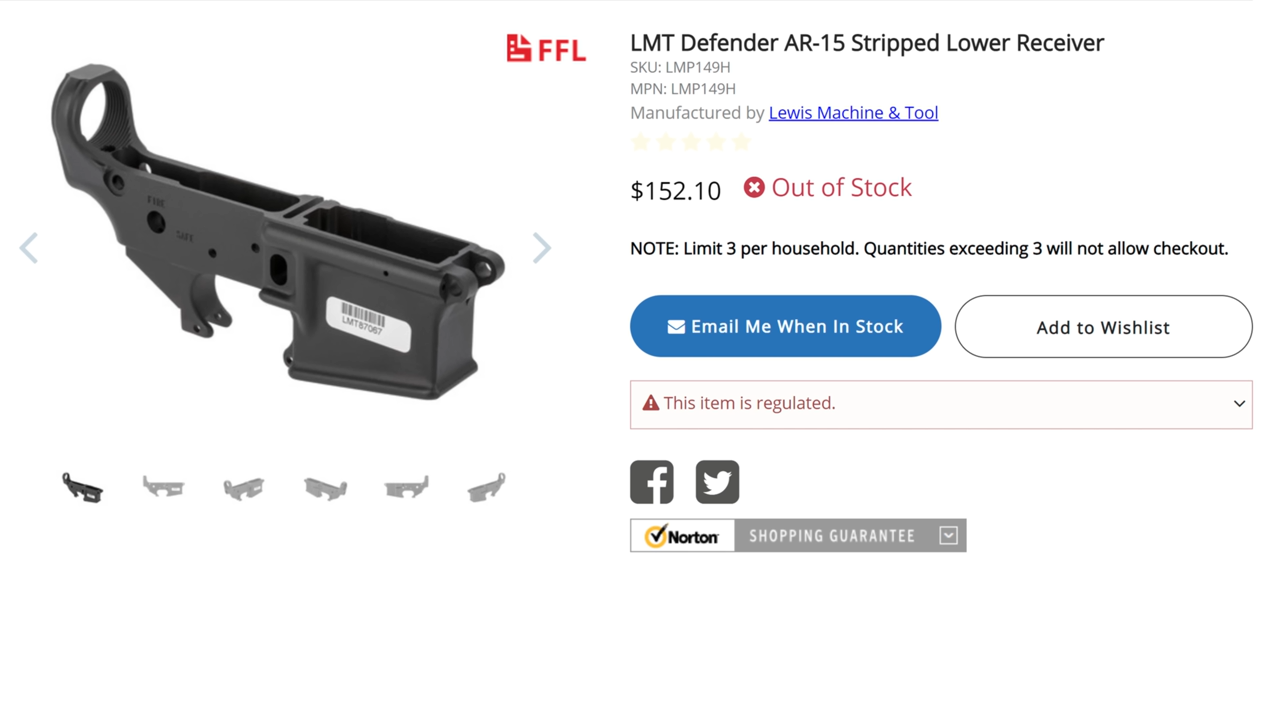 FFL
LMT Defender AR-15 Stripped Lower Receiver
SKU: LMP149H
MPN: LMP149H
Manufactured by Lewis Machine & Tool
$152.10 Out of Stock
NOTE: Limit 3 per household. Quantities exceeding 3 will not allow checkout.
Email Me When In Stock
Add to Wishlist
This item is regulated.
FIRE
SAFE
LMT87067
Norton
SHOPPING GUARANTEE